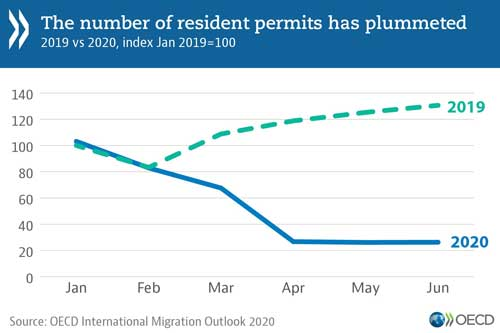 The number of resident permits has plummeted
2019 vs 2020, index Jan 2019=100
140
120
100
80
60
40
20
0
2019
2020
Jan Feb Mar Apr May Jun
Source: OECD International Migration Outlook 2020
OECD